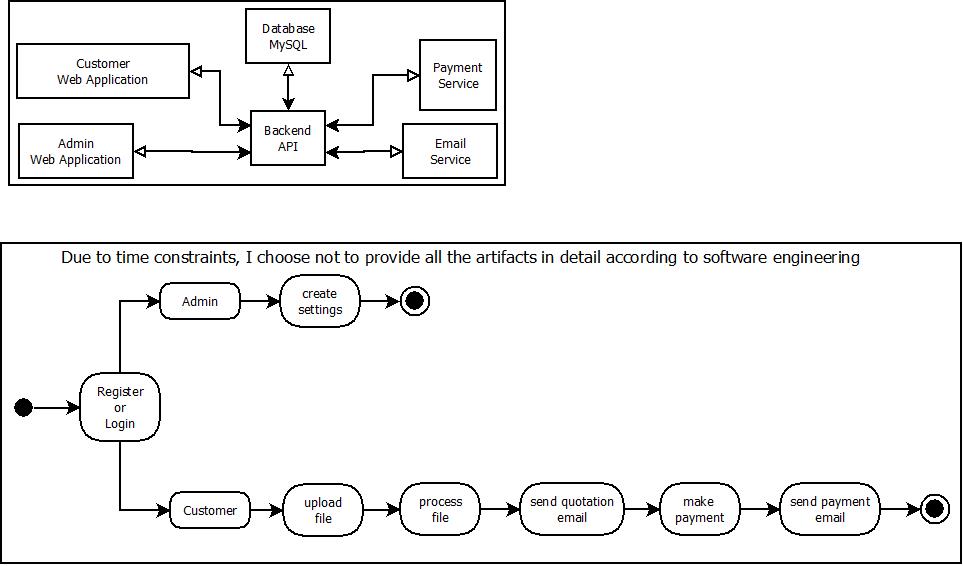 Database
MySQL
Customer
Web Application
Payment
Service
Backend
API
Admin
Web Application
Email
Service
Due to time constraints, I choose not to provide all the artifacts in detail according to software engineering
Admin
create
settings
Register
or
Login
Customer
upload
file
process
file
send quotation
email
make
payment
send payment
email